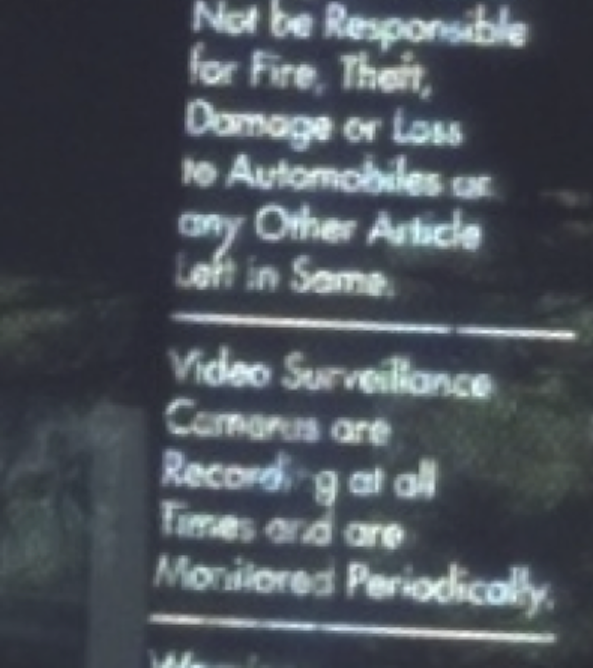 Not be Responsible
for Fire, Theft,
Damage or Loss
to Automobiles or
any Other Article
Left in Same.
Video Surveillance
Cameras are
Recording at all
Times and are
Monitored Periodically.